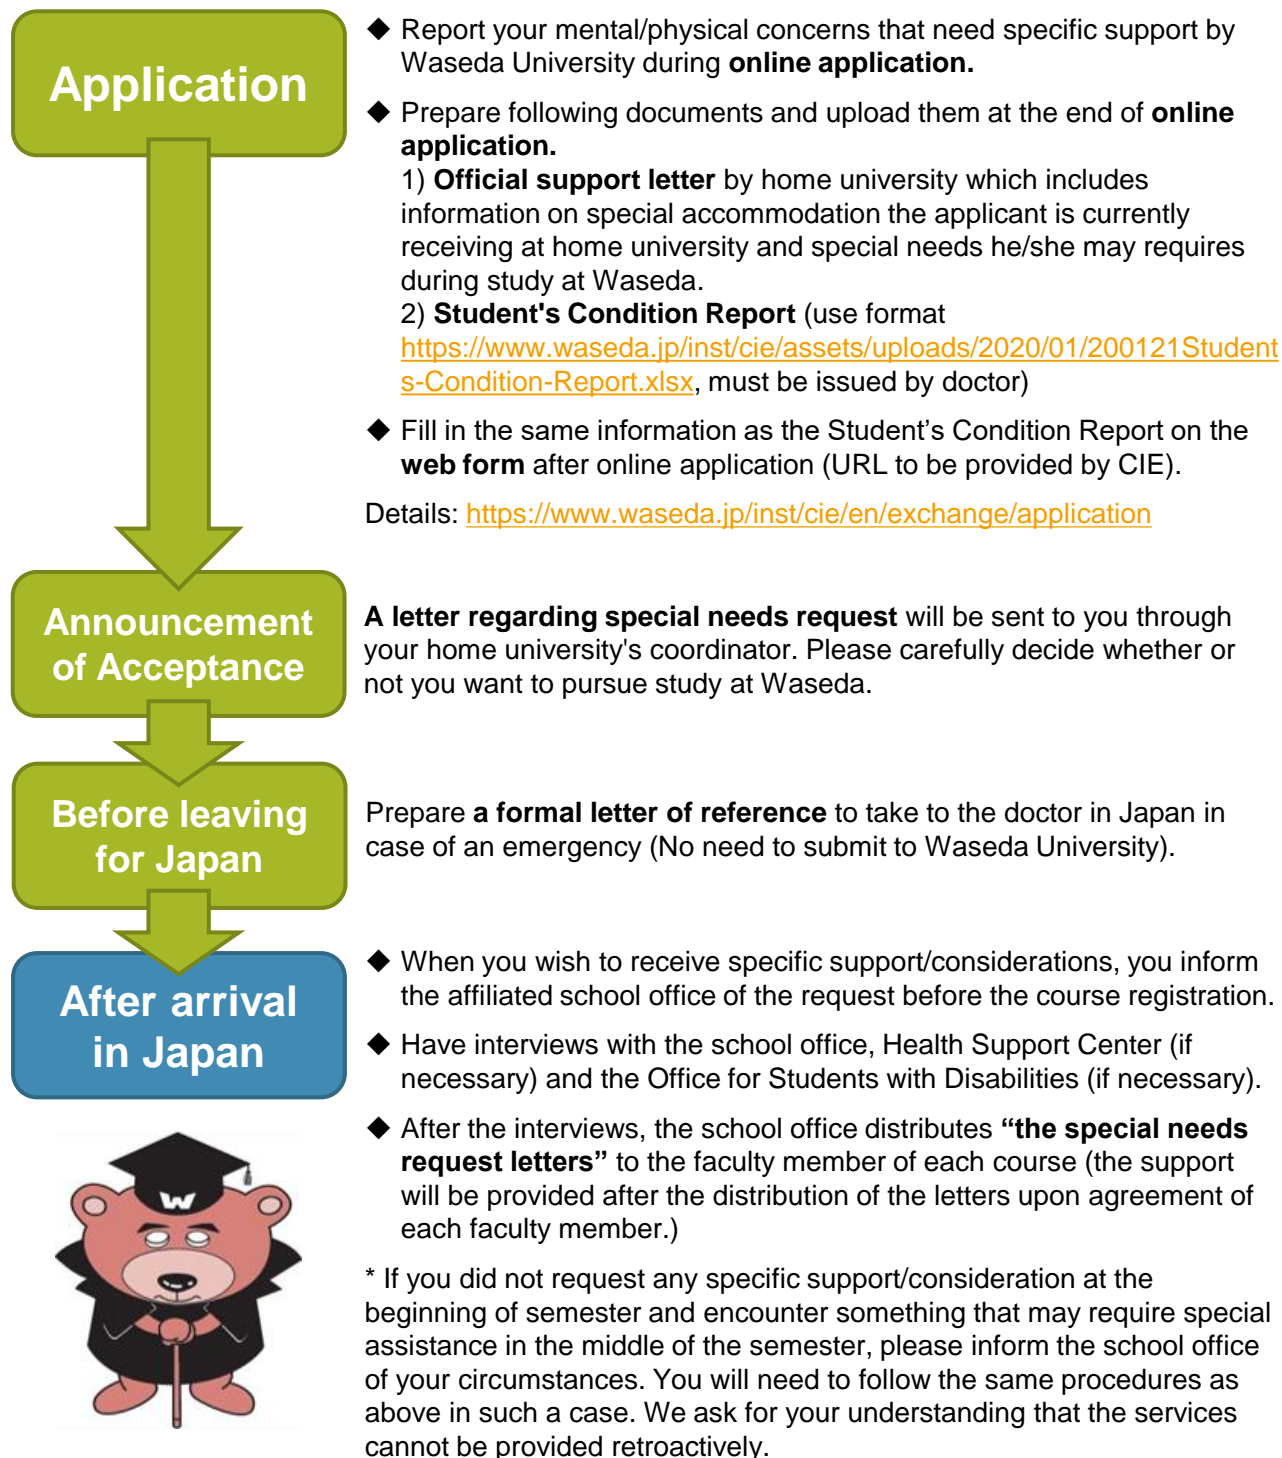 Application
◆ Report your mental/physical concerns that need specific support by
Waseda University during online application.
◆ Prepare following documents and upload them at the end of online
application.
1) Official support letter by home university which includes
information on special accommodation the applicant is currently
receiving at home university and special needs he/she may requires
during study at Waseda.
2) Student's Condition Report (use format
https://www.waseda.jp/inst/cie/assets/uploads/2020/01/200121Student
s-Condition-Report.xlsx, must be issued by doctor)
◆ Fill in the same information as the Student’s Condition Report on the
web form after online application (URL to be provided by CIE).
Details: https://www.waseda.jp/inst/cie/en/exchange/application
Announcement
of Acceptance
A letter regarding special needs request will be sent to you through
your home university's coordinator. Please carefully decide whether or
not you want to pursue study at Waseda.
Before leaving
for Japan
Prepare a formal letter of reference to take to the doctor in Japan in
case of an emergency (No need to submit to Waseda University).
After arrival
in Japan
◆ When you wish to receive specific support/considerations, you inform
the affiliated school office of the request before the course registration.
◆ Have interviews with the school office, Health Support Center (if
necessary) and the Office for Students with Disabilities (if necessary).
◆ After the interviews, the school office distributes “the special needs
request letters” to the faculty member of each course (the support
will be provided after the distribution of the letters upon agreement of
each faculty member.)
W
* If you did not request any specific support/consideration at the
beginning of semester and encounter something that may require special
assistance in the middle of the semester, please inform the school office
of your circumstances. You will need to follow the same procedures as
above in such a case. We ask for your understanding that the services
cannot be provided retroactively.